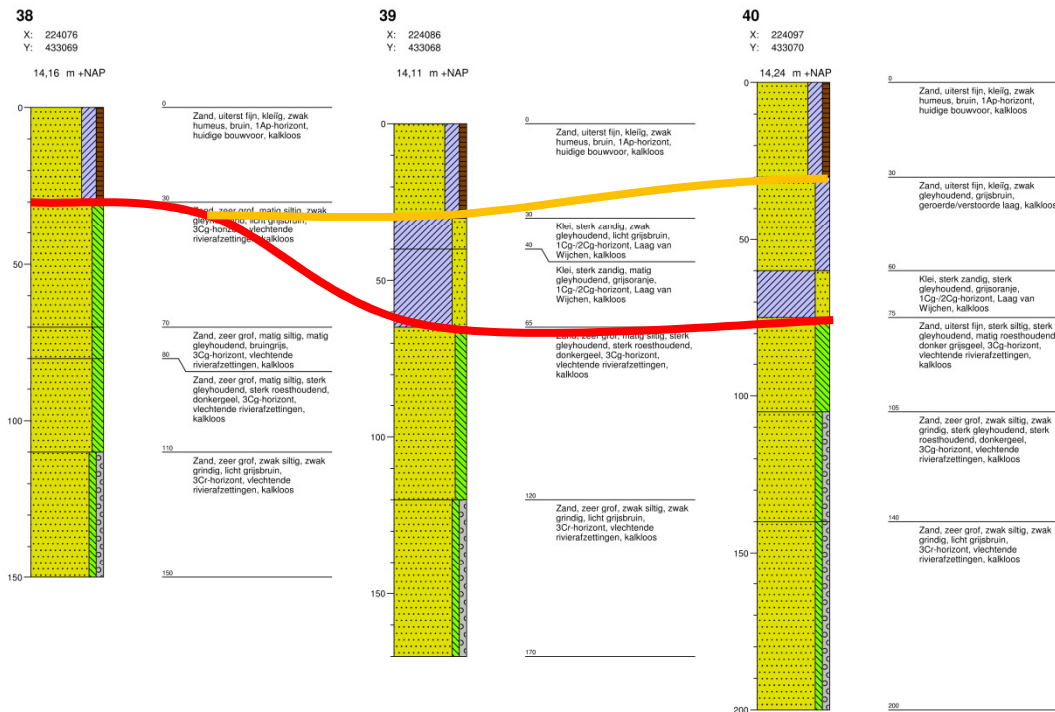 38
X: 224076
Y: 433069
14,16 m +NAP
0
50
100
150
0
Zand, uiterst fijn, kleiïg, zwak
humeus, bruin, 1Ap-horizont,
huidige bouwvoor, kalkloos
30
Zand, zeer grof, matig siltig, zwak
gleyhoudend, licht grijsbruin,
3Cg-horizont, vlechtende
rivierafzettingen, kalkloos
70
Zand, zeer grof, matig siltig, matig
gleyhoudend, bruingrijs,
3Cg-horizont, vlechtende
rivierafzettingen, kalkloos
80
Zand, zeer grof, matig siltig, sterk
gleyhoudend, sterk roesthoudend,
donkergeel, 3Cg-horizont,
vlechtende rivierafzettingen,
kalkloos
110
Zand, zeer grof, zwak siltig, zwak
grindig, licht grijsbruin,
3Cr-horizont, vlechtende
rivierafzettingen, kalkloos
150
39
X: 224086
Y: 433068
14,11 m +NAP
0
50
100
150
0
Zand, uiterst fijn, kleiïg, zwak
humeus, bruin, 1Ap-horizont,
huidige bouwvoor, kalkloos
30
Klei, sterk zandig, zwak
gleyhoudend, licht grijsbruin,
1Cg-/2Cg-horizont, Laag van
Wijchen, kalkloos
40
Klei, sterk zandig, matig
gleyhoudend, grijsoranje,
1Cg-/2Cg-horizont, Laag van
Wijchen, kalkloos
65
Zand, zeer grof, matig siltig, sterk
gleyhoudend, sterk roesthoudend,
donkergeel, 3Cg-horizont,
vlechtende rivierafzettingen,
kalkloos
120
Zand, zeer grof, zwak siltig, zwak
grindig, licht grijsbruin,
3Cr-horizont, vlechtende
rivierafzettingen, kalkloos
170
40
X: 224097
Y: 433070
14,24 m +NAP
0
50
100
150
200
0
Zand, uiterst fijn, kleiïg, zwak
humeus, bruin, 1Ap-horizont,
huidige bouwvoor, kalkloos
30
Zand, uiterst fijn, kleiïg, zwak
gleyhoudend, grijsbruin,
geroerde/verstoorde laag, kalkloos
60
Klei, sterk zandig, sterk
gleyhoudend, grijsoranje,
1Cg-/2Cg-horizont, Laag van
Wijchen, kalkloos
75
Zand, uiterst fijn, sterk siltig, sterk
gleyhoudend, matig roesthoudend,
donker grijsgeel, 3Cg-horizont,
vlechtende rivierafzettingen,
kalkloos
105
Zand, zeer grof, zwak siltig, zwak
grindig, sterk gleyhoudend, sterk
roesthoudend, donkergeel,
3Cg-horizont, vlechtende
rivierafzettingen, kalkloos
140
Zand, zeer grof, zwak siltig, zwak
grindig, licht grijsbruin,
3Cr-horizont, vlechtende
rivierafzettingen, kalkloos
200